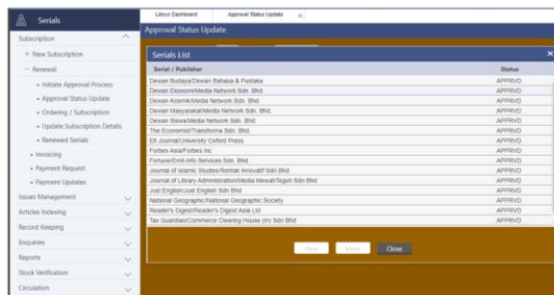 Serials
Libsys Dashboard
Approval Status Update
Approval Status Update
Subscription
+ New Subscription
− Renewal
• Initiate Approval Process
• Approval Status Update
• Ordering / Subscription
• Update Subscription Details
• Renewed Serials
• Invoicing
• Payment Request
• Payment Updates
Issues Management
Articles Indexing
Record Keeping
Enquiries
Reports
Stock Verification
Circulation
Serials List
Serial / Publisher Status
Dewan Budaya/Dewan Bahasa & Pustaka APPRVD
Dewan Ekonomi/Media Network Sdn. Bhd. APPRVD
Dewan Kosmik/Media Network Sdn. Bhd. APPRVD
Dewan Masyarakat/Media Network Sdn. Bhd. APPRVD
Dewan Siswa/Media Network Sdn. Bhd. APPRVD
The Economist/Transforma Sdn. Bhd. APPRVD
Elt Journal/University Oxford Press APPRVD
Forbes Asia/Forbes Inc APPRVD
Fortune/Emd-Info Services Sdn. Bhd. APPRVD
Journal of Islamic Studies/Rentak Innovatif Sdn Bhd APPRVD
Journal of Library Administration/Media Mewah Teguh Sdn Bhd APPRVD
Just English/Just English Sdn Bhd APPRVD
National Geographic/National Geographic Society APPRVD
Reader's Digest/Reader's Digest Asia Ltd APPRVD
Tax Guardian/Commerce Clearing House (m) Sdn Bhd APPRVD
Prev More Close